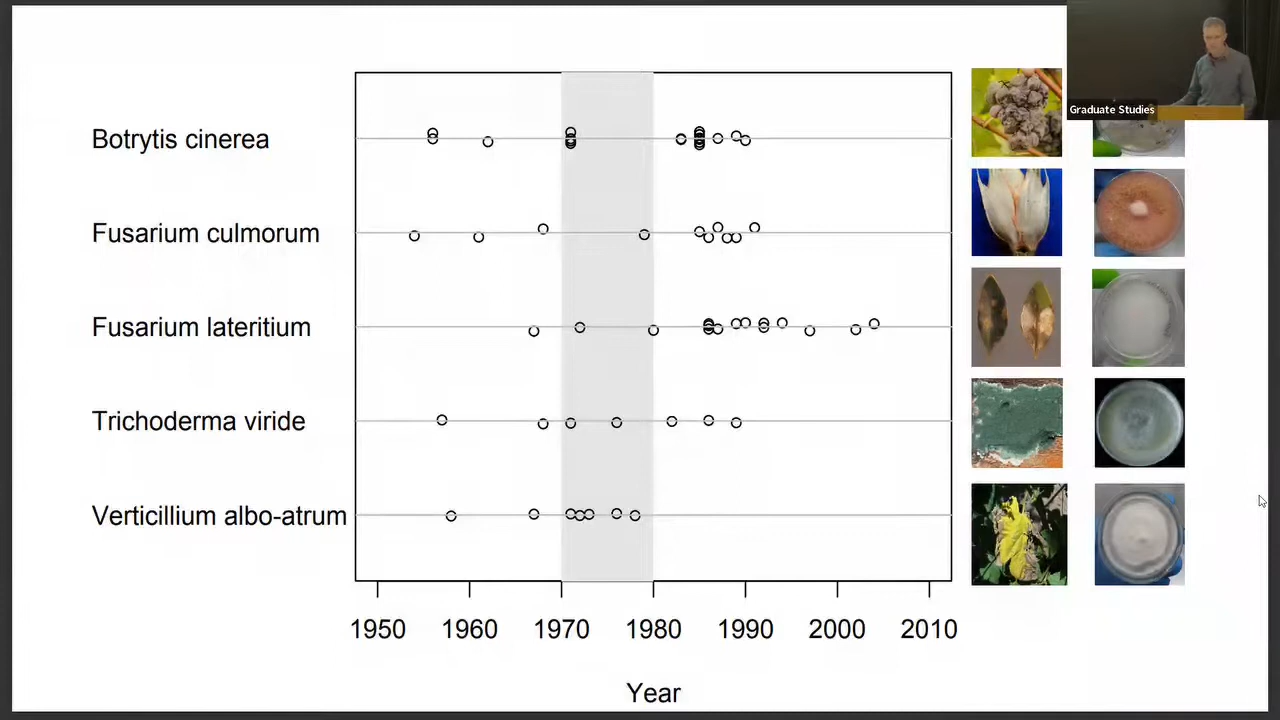 Graduate Studies
Botrytis cinerea
Fusarium culmorum
Fusarium lateritium
Trichoderma viride
Verticillium albo-atrum
1950 1960 1970 1980 1990 2000 2010
Year